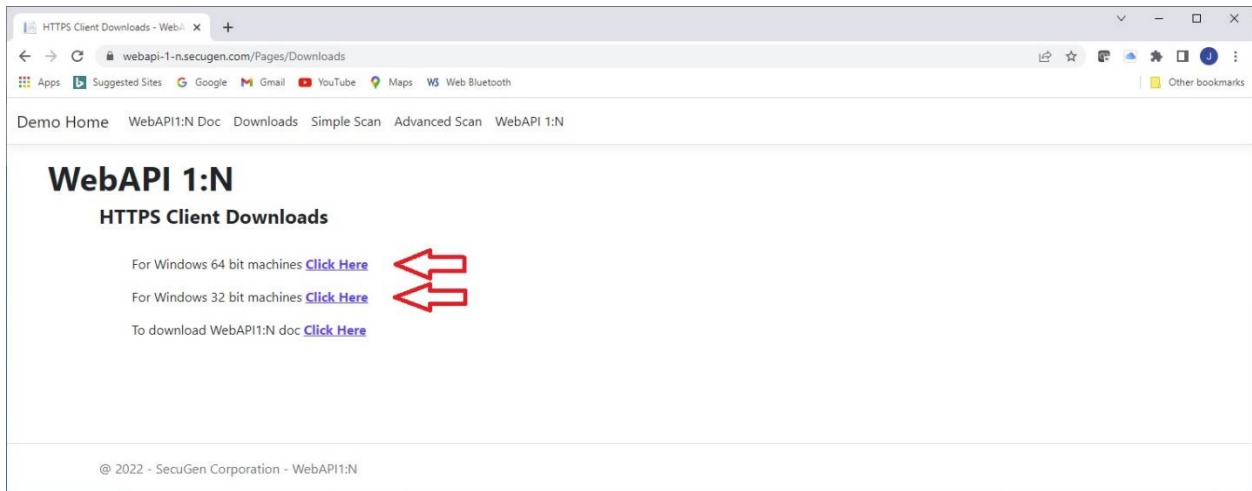 HTTPS Client Downloads - WebA
webapi-1-n.secugen.com/Pages/Downloads
J
Apps Suggested Sites Google Gmail YouTube Maps W3 Web Bluetooth Other bookmarks
Demo Home WebAPI1:N Doc Downloads Simple Scan Advanced Scan WebAPI 1:N
WebAPI 1:N
HTTPS Client Downloads
For Windows 64 bit machines Click Here
For Windows 32 bit machines Click Here
To download WebAPI1:N doc Click Here
@ 2022 - SecuGen Corporation - WebAPI1:N